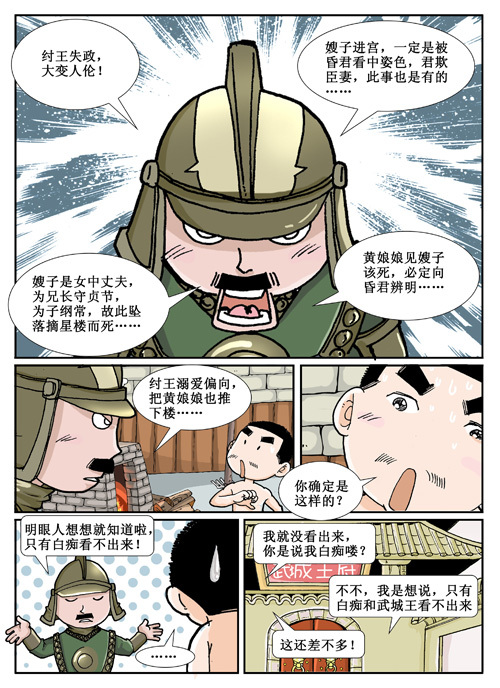 纣王失政，
大变人伦！
嫂子进宫，一定是被
昏君看中姿色，君欺
臣妻，此事也是有的
……
嫂子是女中丈夫，
为兄长守贞节，
为子纲常，故此坠
落摘星楼而死……
黄娘娘见嫂子
该死，必定向
昏君辨明……
纣王溺爱偏向，
把黄娘娘也推
下楼……
你确定是
这样的？
明眼人想想就知道啦，
只有白痴看不出来！
……
我就没看出来，
你是说我白痴喽？
武城王府
不不，我是想说，只有
白痴和武城王看不出来
这还差不多！